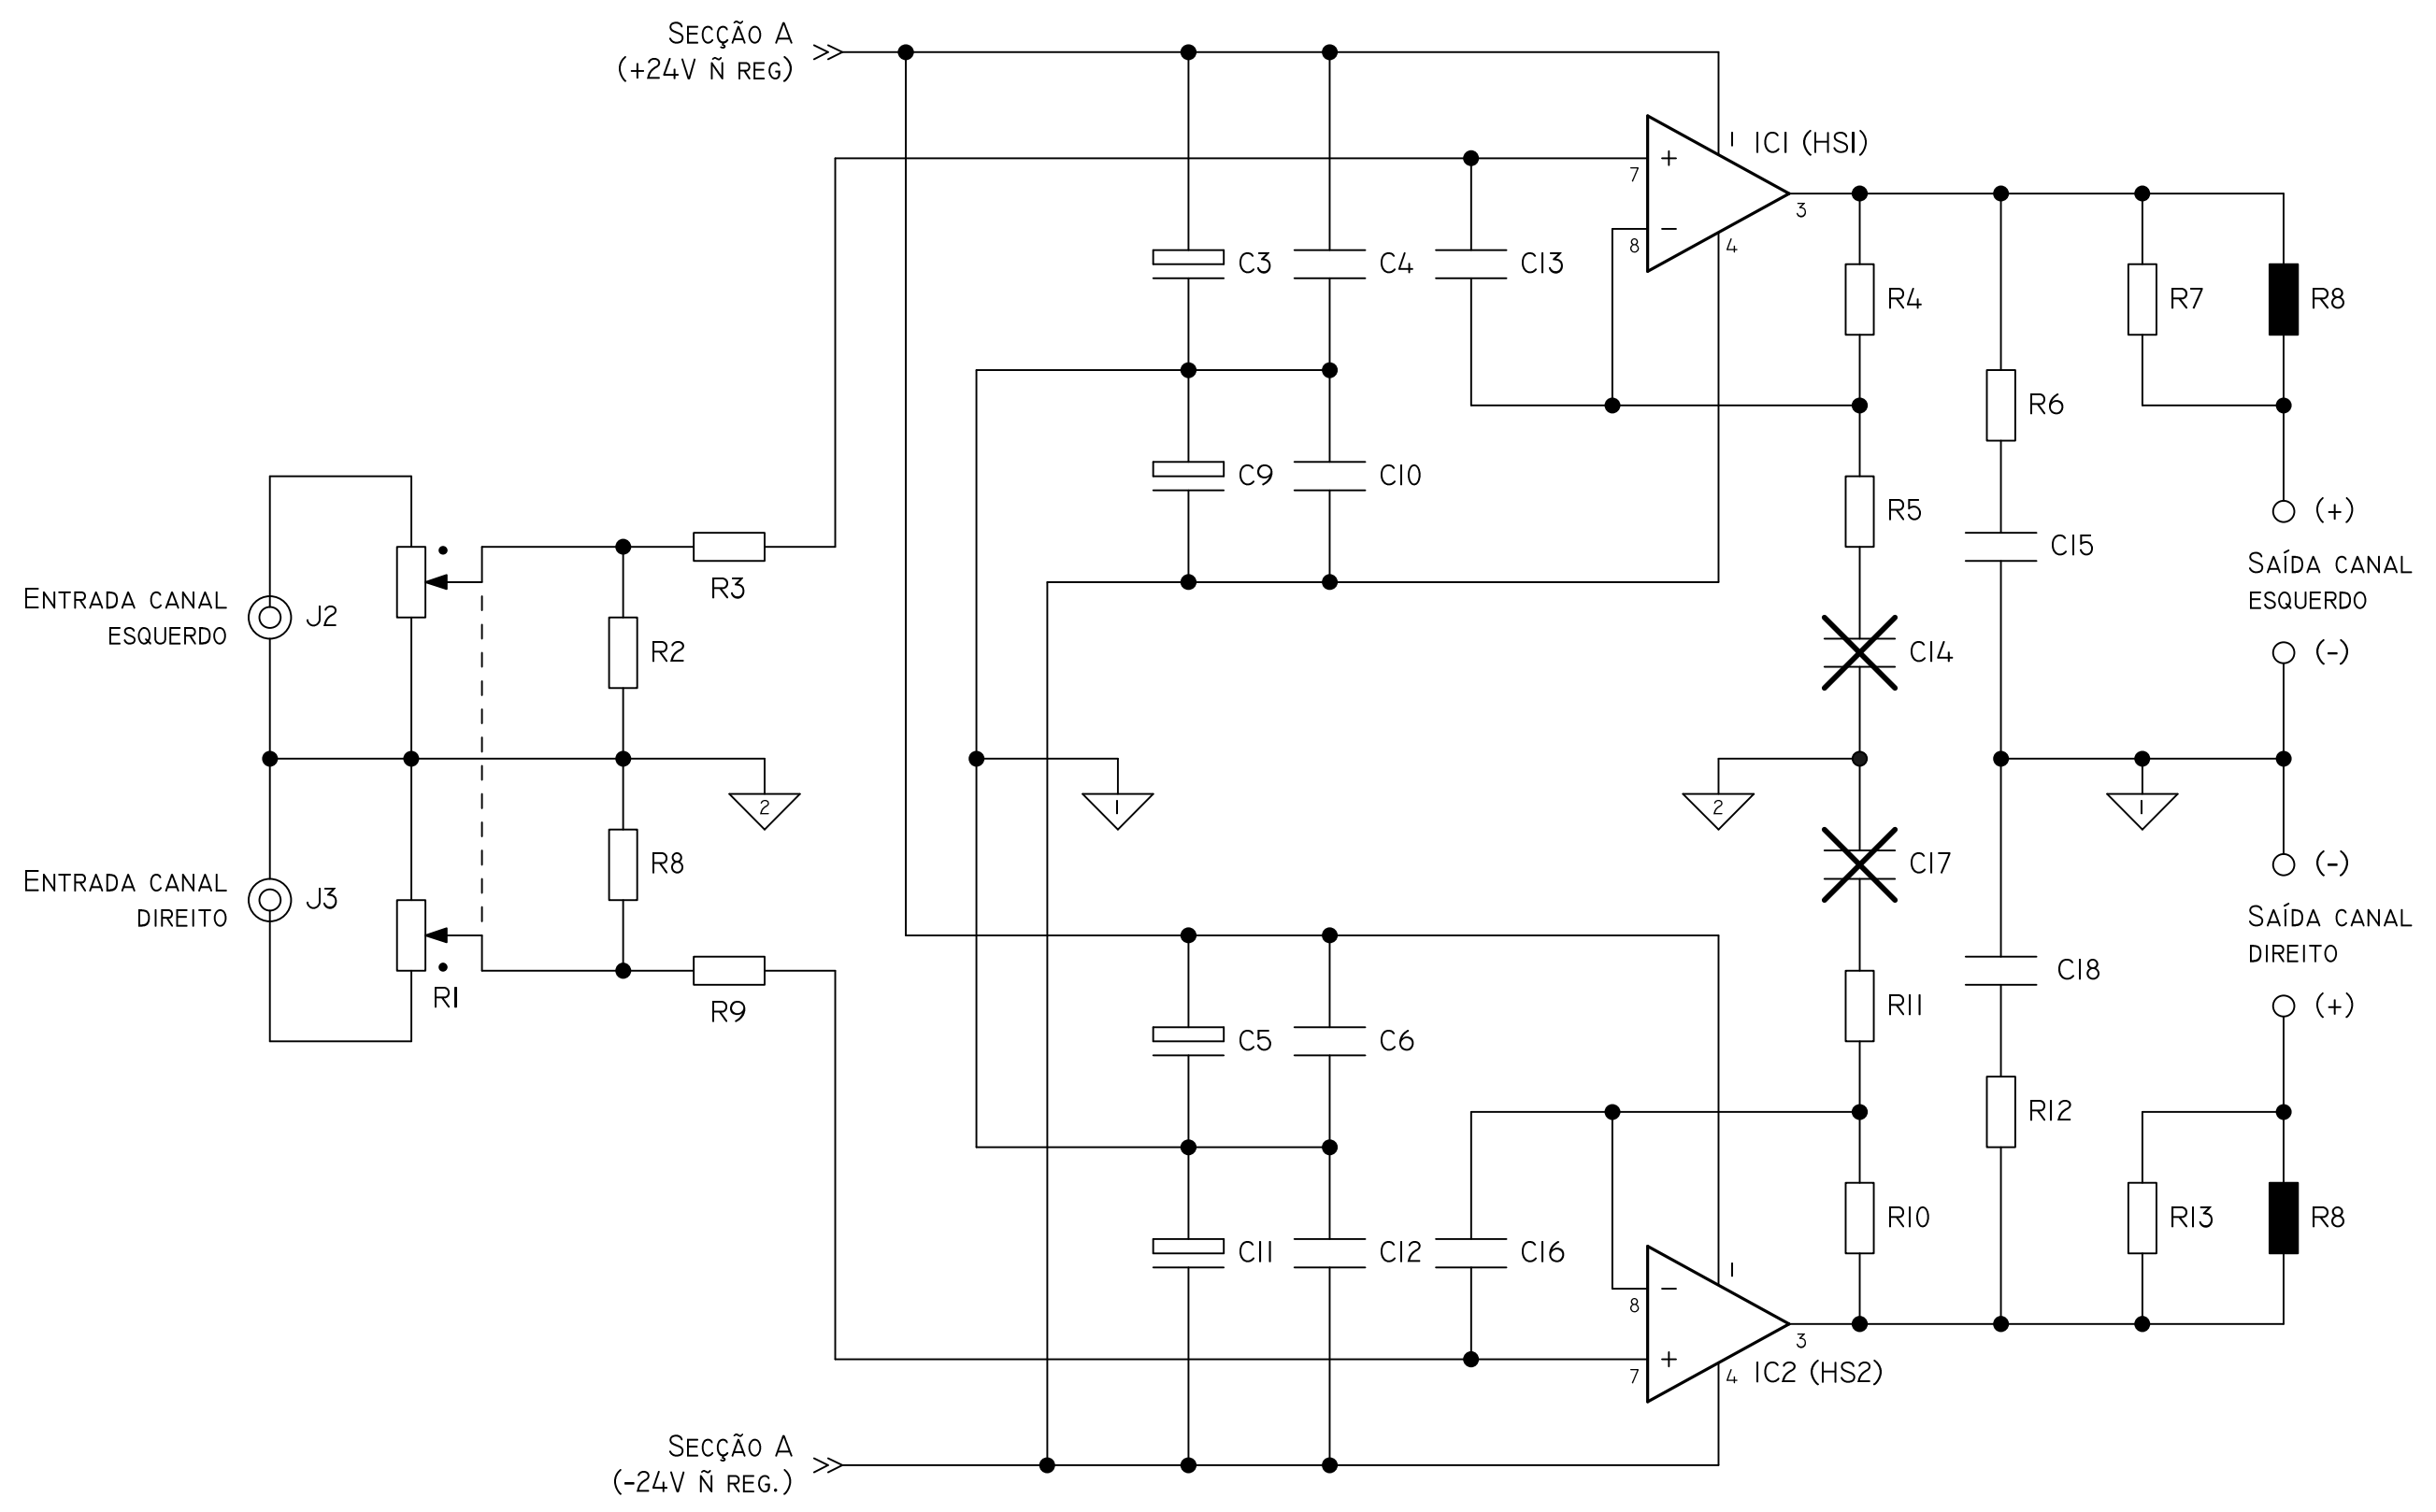 SECÇÃO A
(+24V Ñ REG)
1
IC1 (HS1)
+
7
3
−
8
4
C3
C4
C13
R4
R7
R8
R6
C9
C10
R5
(+)
C15
SAÍDA CANAL
ESQUERDO
R3
ENTRADA CANAL
ESQUERDO
J2
R2
C14
(-)
2
1
2
1
R8
C17
(-)
ENTRADA CANAL
DIREITO
J3
SAÍDA CANAL
DIREITO
C18
(+)
R1
R9
R11
C5
C6
R12
R10
R13
R8
C11
C12
C16
1
−
8
3
+
7
4
IC2 (HS2)
SECÇÃO A
(-24V Ñ REG.)